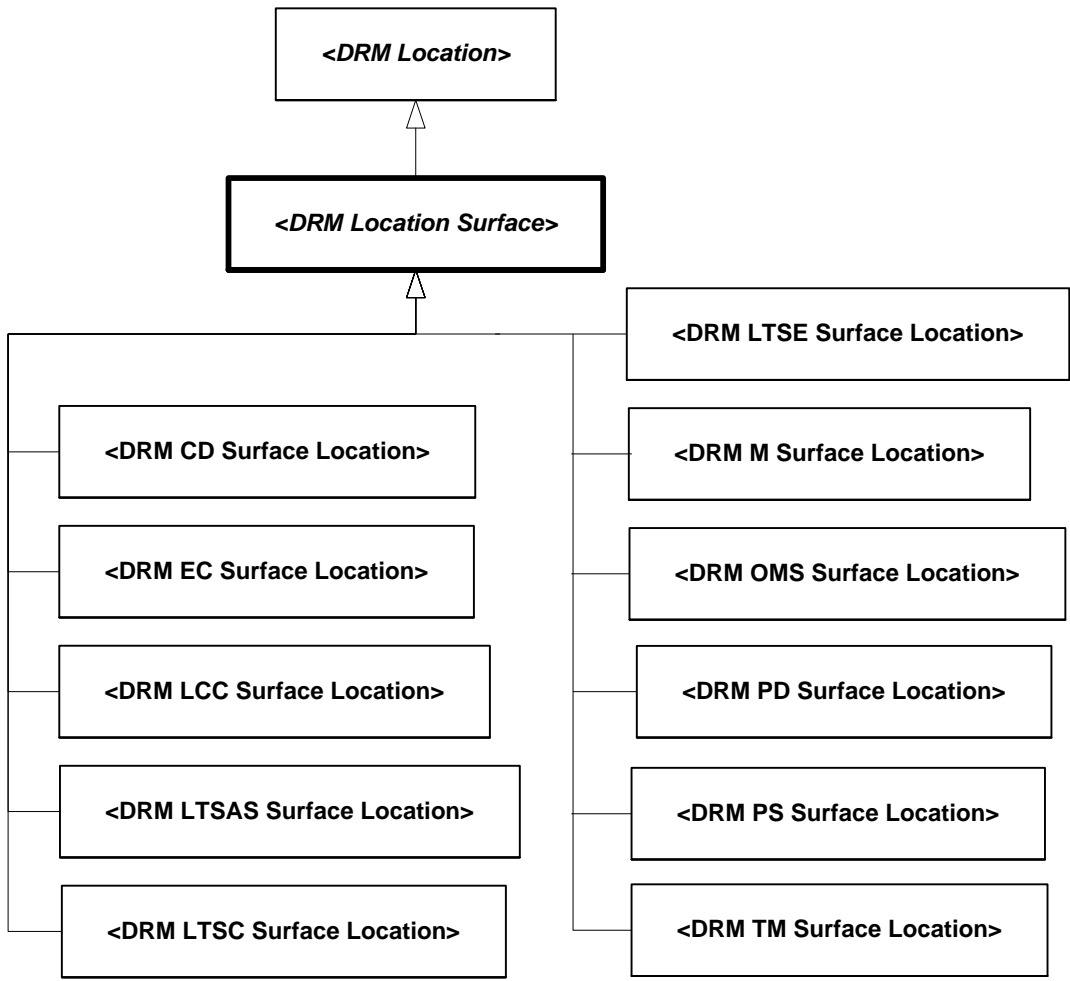 <DRM Location>
<DRM Location Surface>
<DRM CD Surface Location>
<DRM EC Surface Location>
<DRM LCC Surface Location>
<DRM LTSAS Surface Location>
<DRM LTSC Surface Location>
<DRM LTSE Surface Location>
<DRM M Surface Location>
<DRM OMS Surface Location>
<DRM PD Surface Location>
<DRM PS Surface Location>
<DRM TM Surface Location>